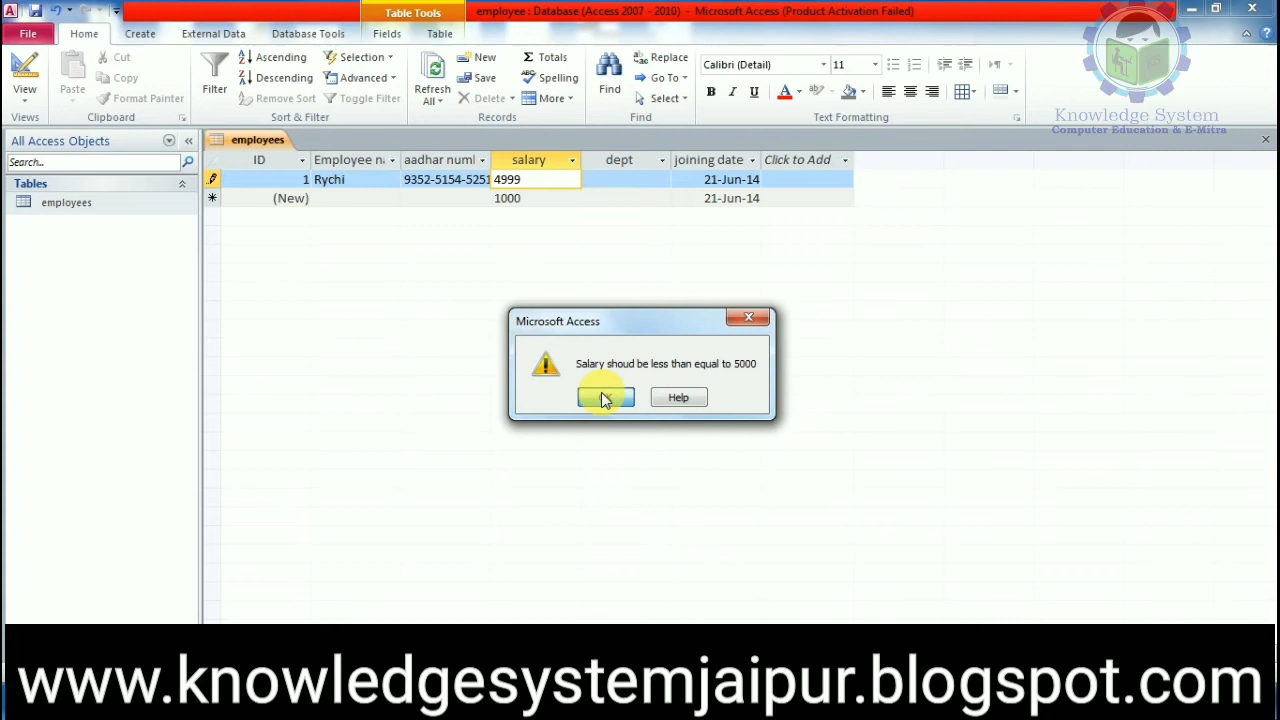 Table Tools
employee : Database (Access 2007 - 2010) - Microsoft Access (Product Activation Failed)
File Home Create External Data Database Tools Fields Table
View
Views
Paste
Cut
Copy
Format Painter
Clipboard
Filter
Ascending
Descending
Remove Sort
Selection
Advanced
Toggle Filter
Sort & Filter
Refresh
All
New
Save
Delete
Totals
Spelling
More
Records
Find
Replace
Go To
Select
Find
Calibri (Detail) 11
B I U
Text Formatting
Knowledge System
Computer Education & E-Mitra
All Access Objects
Search..
Tables
employees
employees
ID Employee na aadhar numl salary dept joining date Click to Add
1 Rychi 9352-5154-5251 4999 21-Jun-14
(New) 1000 21-Jun-14
Microsoft Access
Salary shoud be less than equal to 5000
Help
www.knowledgesystemjaipur.blogspot.com